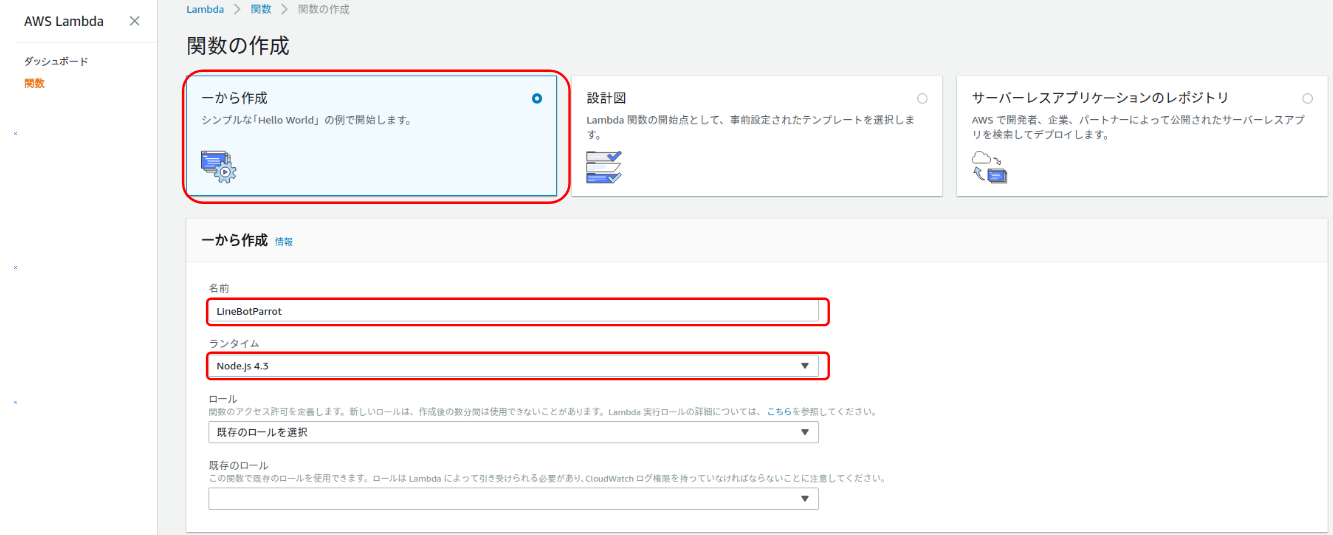 AWS Lambda
ダッシュボード
関数
Lambda 関数 関数の作成
関数の作成
一から作成
シンプルな「Hello World」の例で開始します。
設計図
Lambda 関数の開始点として、事前設定されたテンプレートを選択しま
す。
サーバーレスアプリケーションのレポジトリ
AWS で開発者、企業、パートナーによって公開されたサーバーレスアプ
リを検索してデプロイします。
一から作成 情報
名前
LineBotParrot
ランタイム
Node.js 4.3
ロール
関数のアクセス許可を定義します。新しいロールは、作成後の数分間は使用できないことがあります。Lambda 実行ロールの詳細については、こちらを参照してください。
既存のロールを選択
既存のロール
この関数で既存のロールを使用できます。ロールは Lambda によって引き受けられる必要があり、CloudWatch ログ権限を持っていなければならないことに注意してください。